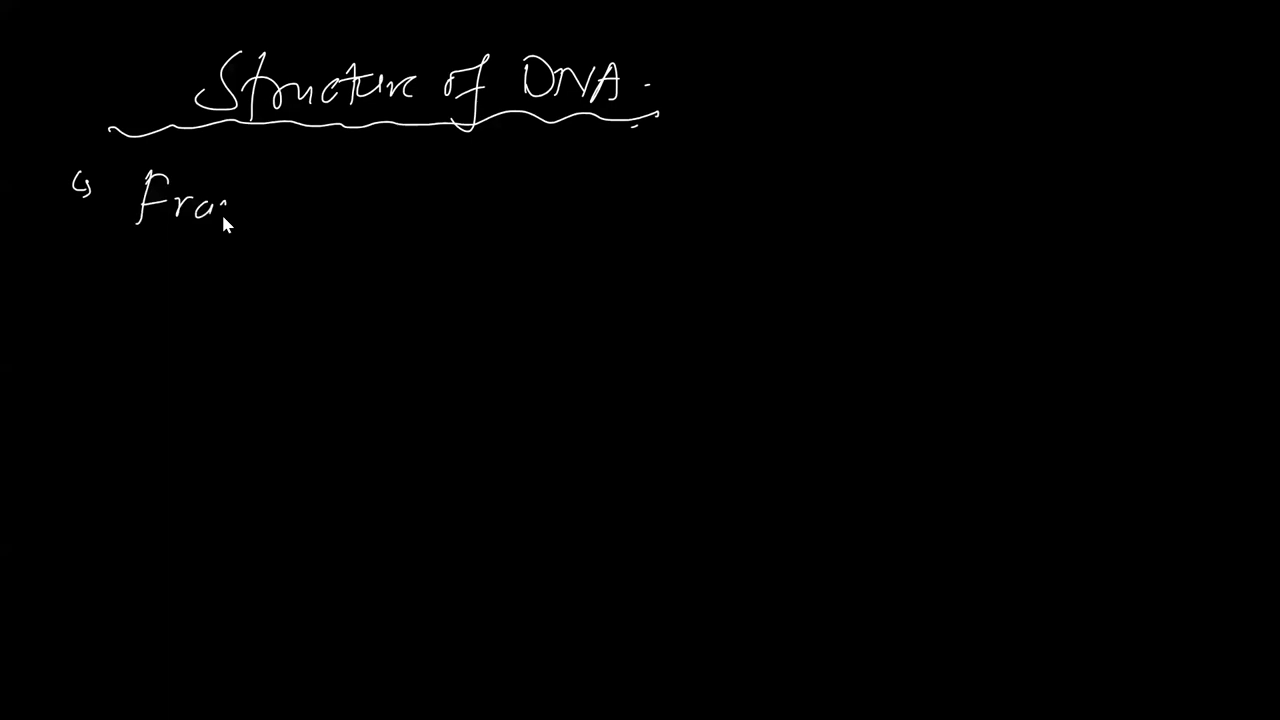 Structure of DNA.
↳ Fra